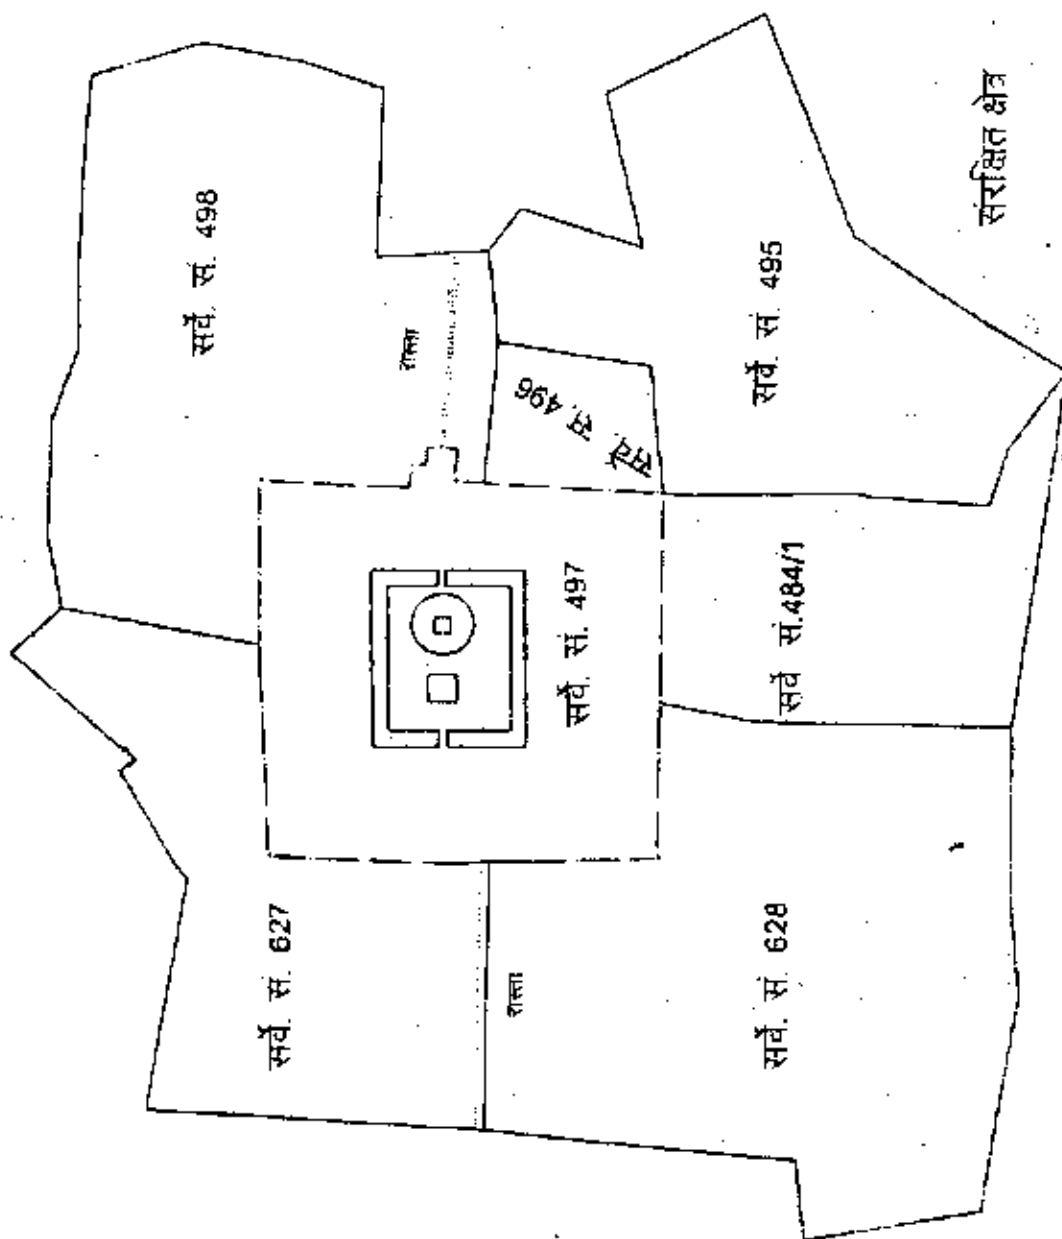 सर्वे. सं. 498
रास्ता
सर्वे. सं. 496
सर्वे. सं. 495
संरक्षित क्षेत्र
सर्वे. सं. 497
सर्वे सं.484/1
सर्वे. सं. 627
रास्ता
सर्वे. सं. 628